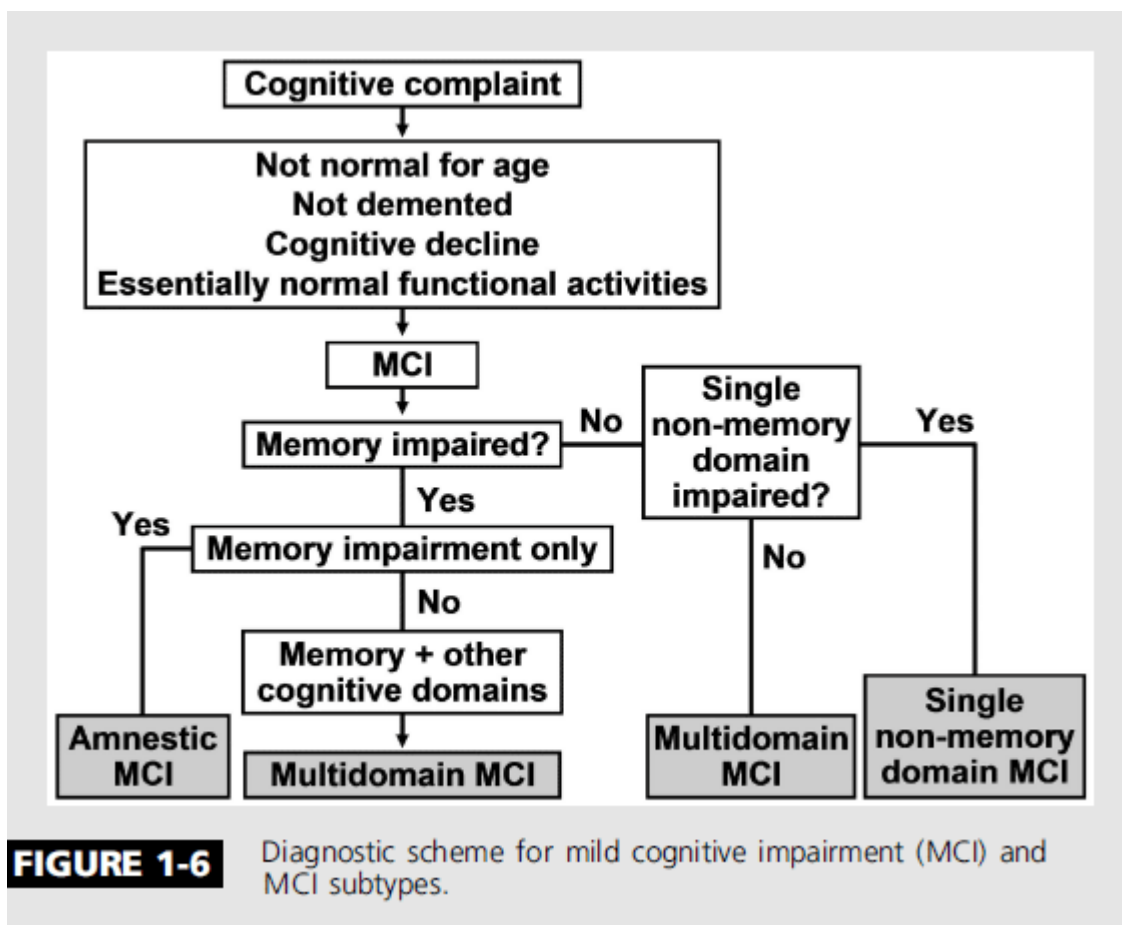 Cognitive complaint
Not normal for age
Not demented
Cognitive decline
Essentially normal functional activities
MCI
Memory impaired?
No
Single
non-memory
domain
impaired?
Yes
Yes
Yes
Memory impairment only
No
No
Memory + other
cognitive domains
Amnestic
MCI
Multidomain MCI
Multidomain
MCI
Single
non-memory
domain MCI
FIGURE 1-6
Diagnostic scheme for mild cognitive impairment (MCI) and
MCI subtypes.